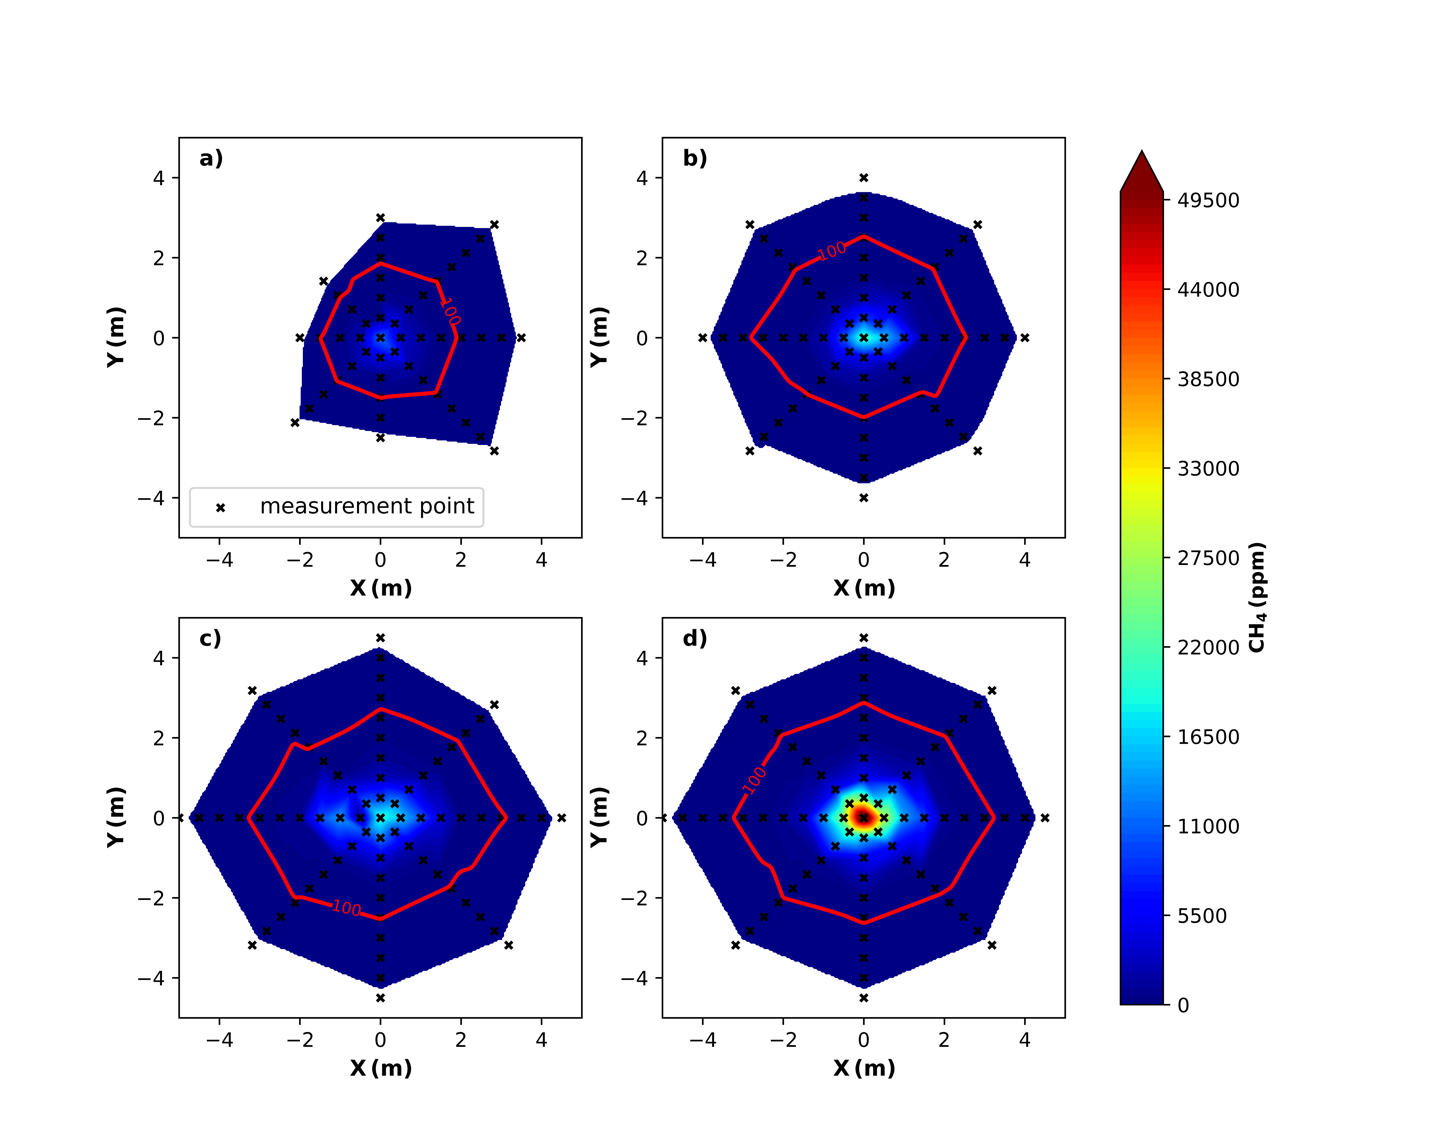 a)
b)
4
2
0
−2
−4
Y (m)
100
measurement point
−4 −2 0 2 4
X (m)
4
2
0
−2
−4
Y (m)
100
−4 −2 0 2 4
X (m)
c)
4
2
0
−2
−4
Y (m)
100
−4 −2 0 2 4
X (m)
d)
4
2
0
−2
−4
Y (m)
100
−4 −2 0 2 4
X (m)
49500
44000
38500
33000
27500
22000
16500
11000
5500
0
CH₄ (ppm)